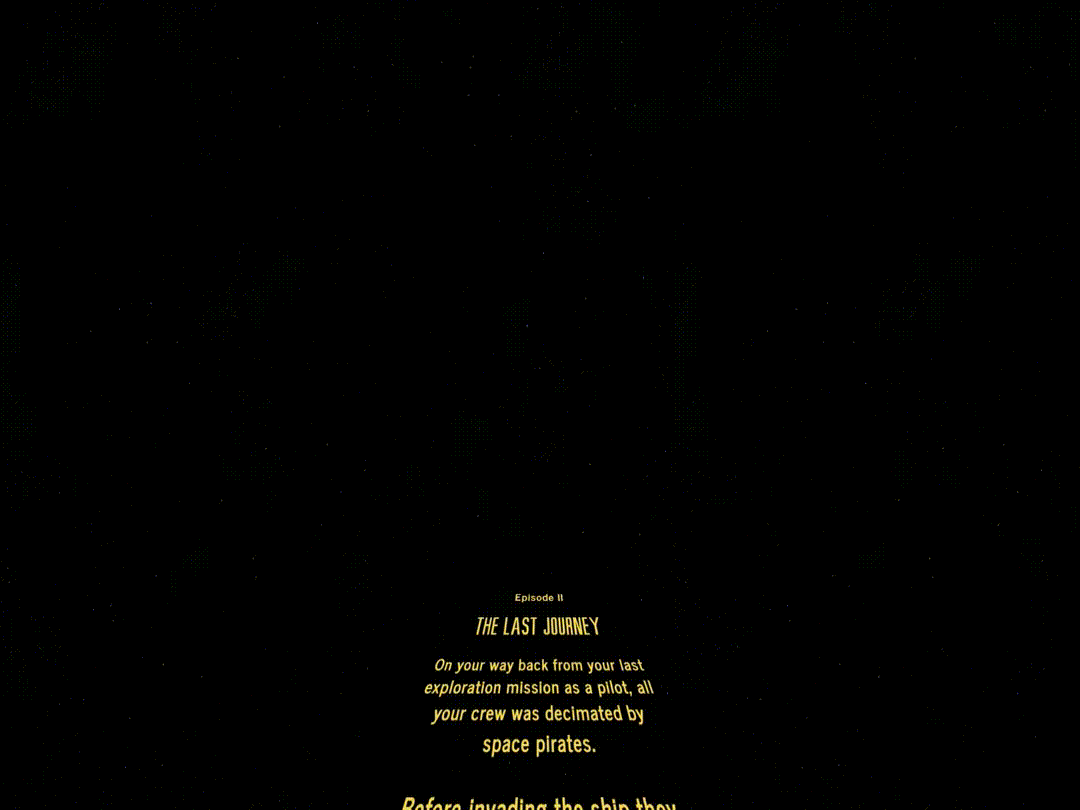 Episode II
THE LAST JOURNEY
On your way back from your last
exploration mission as a pilot, all
your crew was decimated by
space pirates.
Before invading the ship they